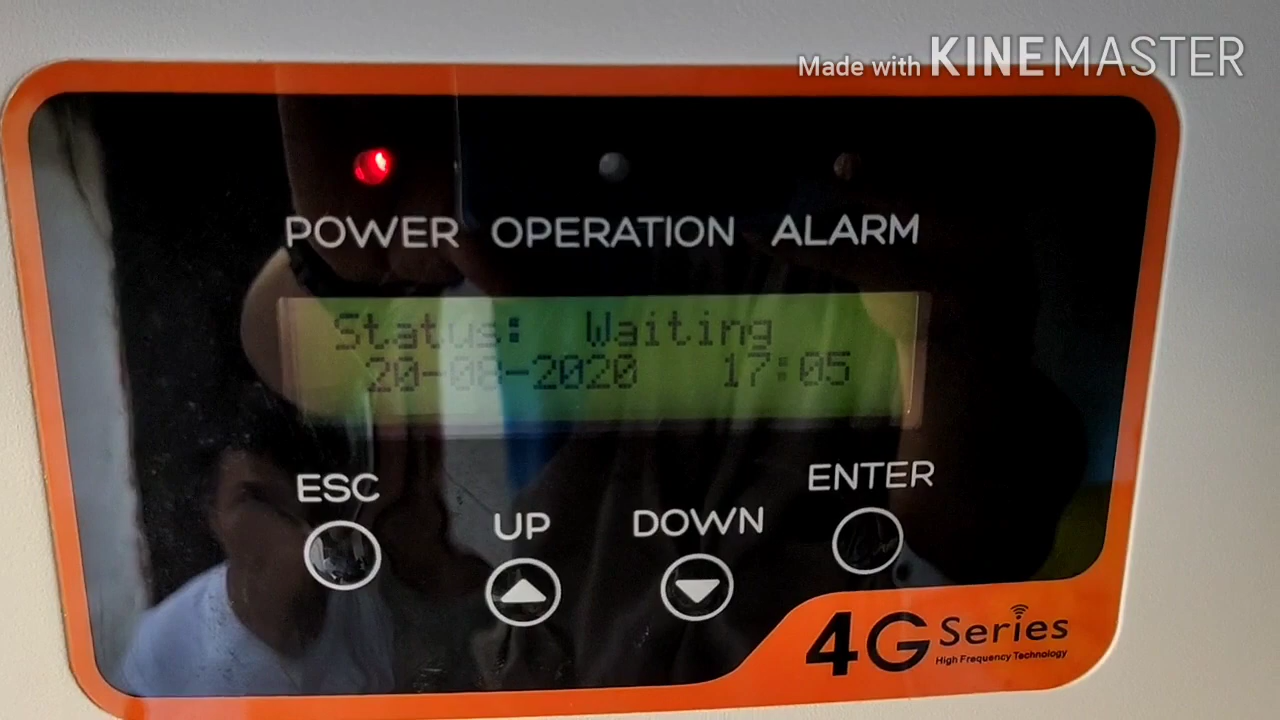 Made with KINEMASTER
POWER OPERATION ALARM
Status: Waiting
20-08-2020 17:05
ESC UP DOWN ENTER
4G Series
High Frequency Technology